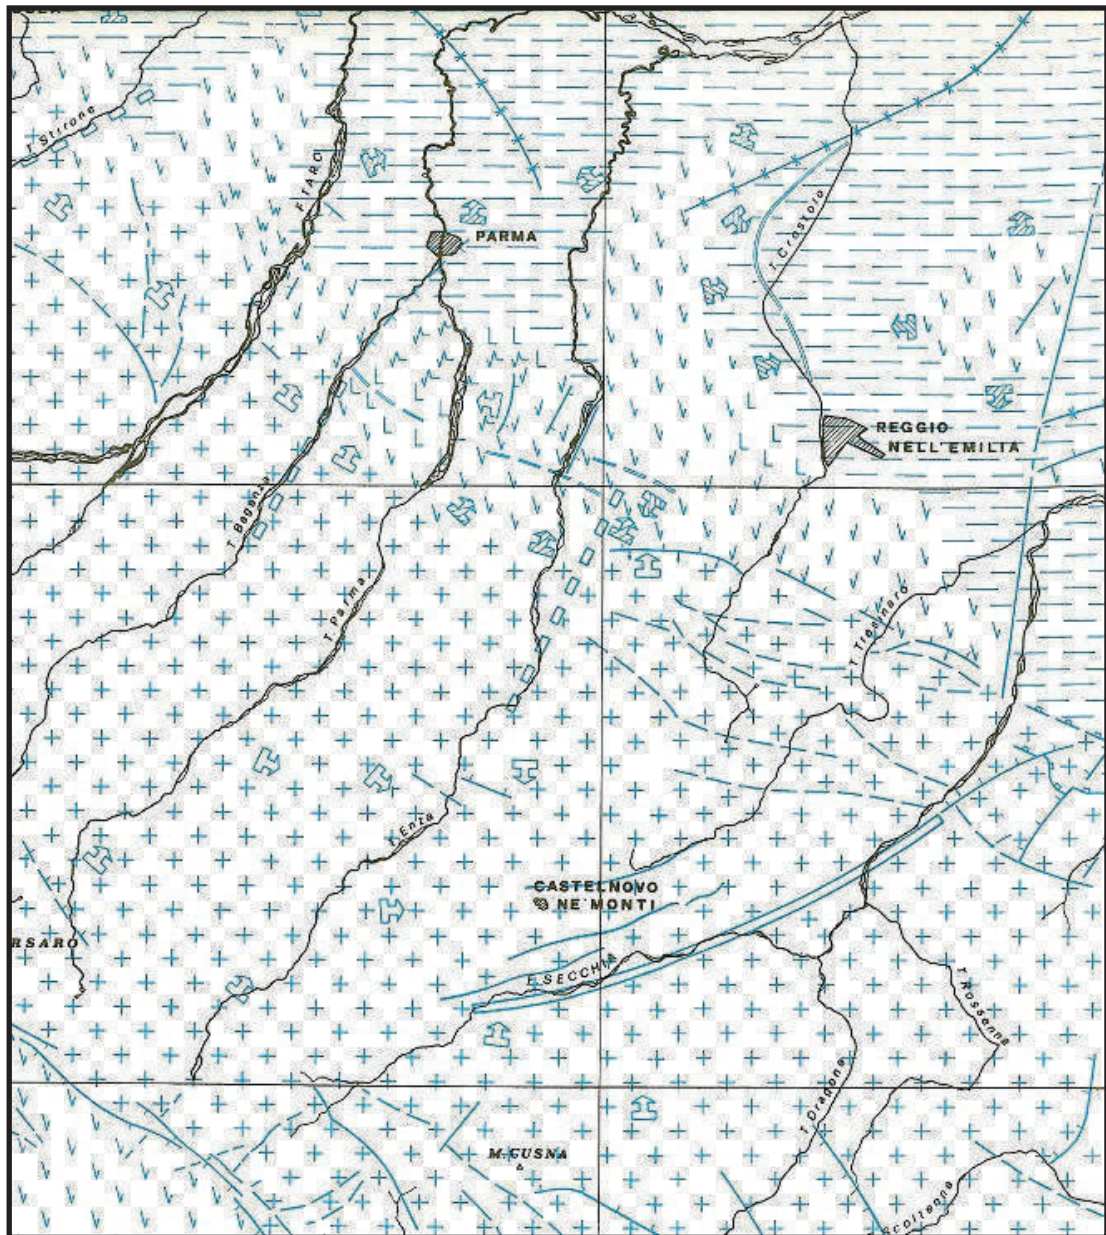 T. Stirone
F. TARO
PARMA
T. Crostolo
REGGIO
NELL'EMILIA
T. Baganza
T. Parma
T. Tresinaro
T. Enza
CASTELNOVO
NE' MONTI
RSARO
F. SECCHIA
T. Rossenna
T. Dragone
M. CUSNA
Scoltenna